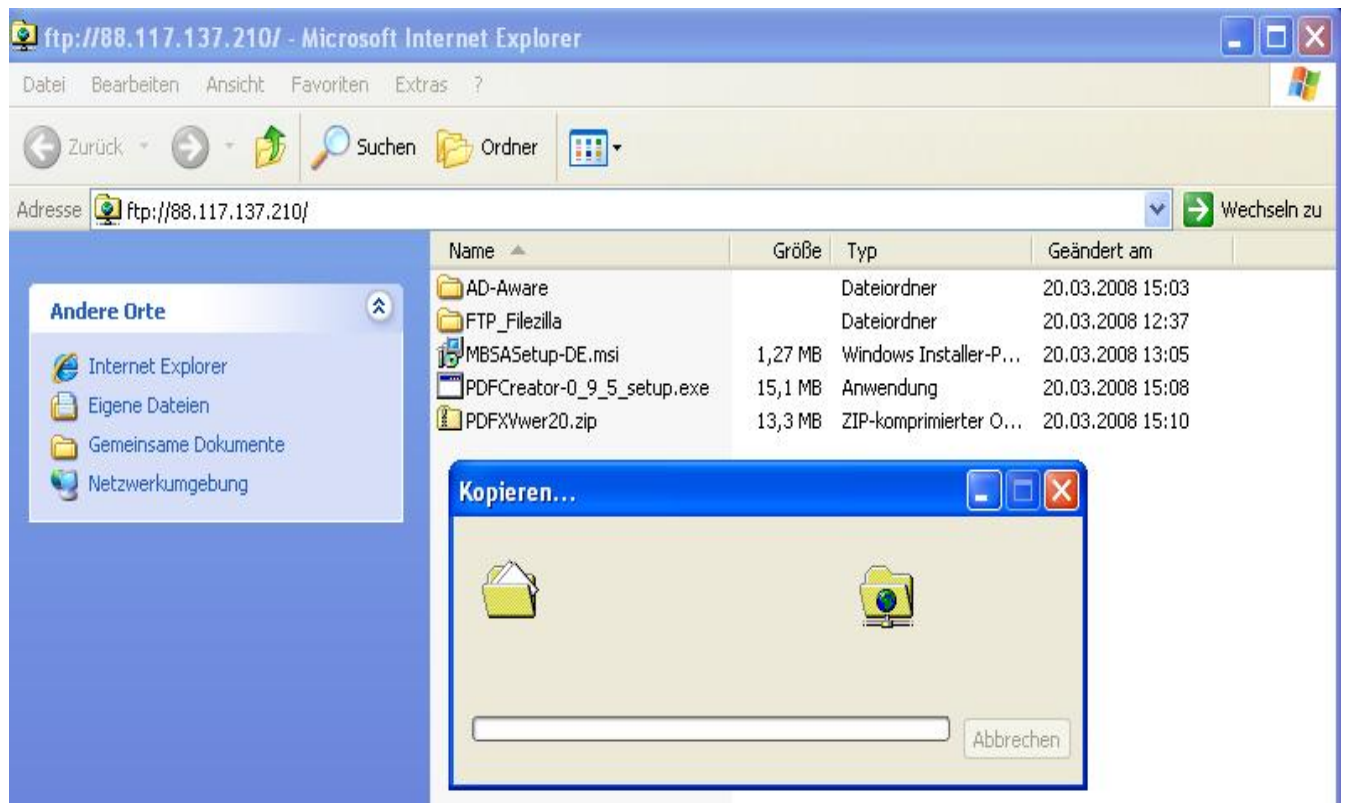 ftp://88.117.137.210/ - Microsoft Internet Explorer
Datei Bearbeiten Ansicht Favoriten Extras ?
Zurück Suchen Ordner
Adresse ftp://88.117.137.210/ Wechseln zu
Name Größe Typ Geändert am
Andere Orte
Internet Explorer
Eigene Dateien
Gemeinsame Dokumente
Netzwerkumgebung
AD-Aware Dateiordner 20.03.2008 15:03
FTP_Filezilla Dateiordner 20.03.2008 12:37
MBSASetup-DE.msi 1,27 MB Windows Installer-P... 20.03.2008 13:05
PDFCreator-0_9_5_setup.exe 15,1 MB Anwendung 20.03.2008 15:08
PDFXVwer20.zip 13,3 MB ZIP-komprimierter O... 20.03.2008 15:10
Kopieren...
Abbrechen